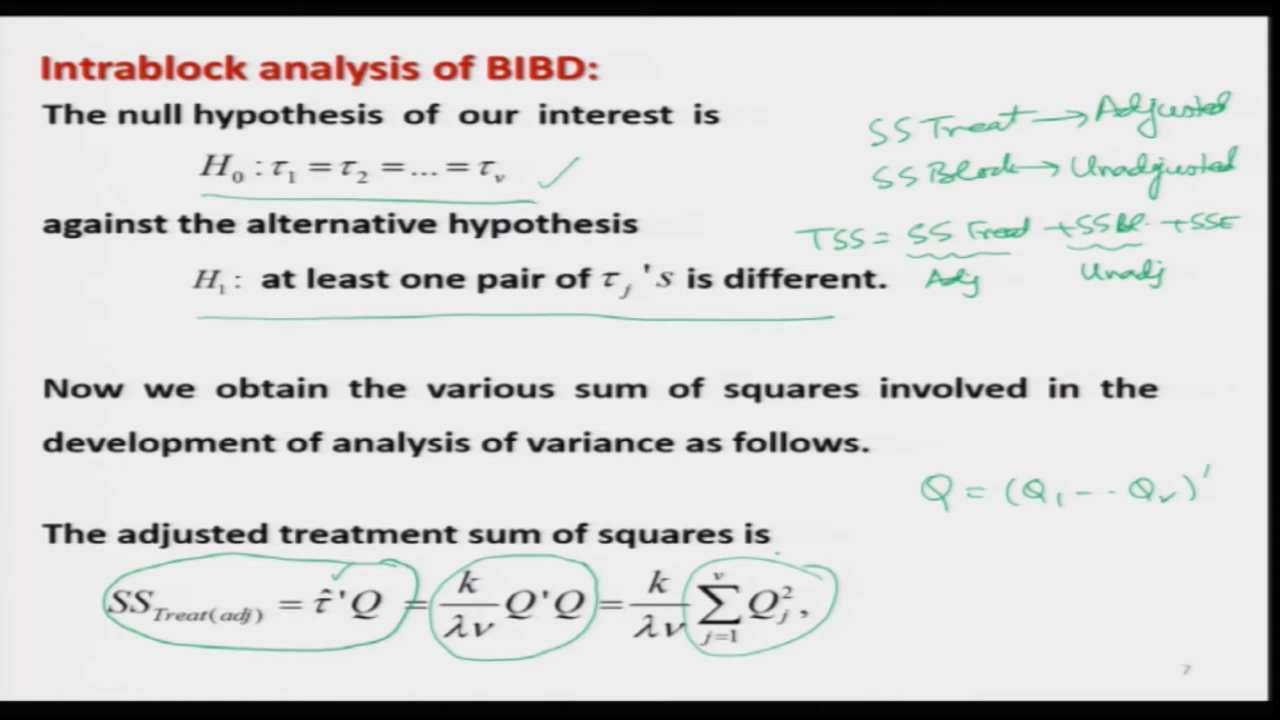 Intrablock analysis of BIBD:
The null hypothesis of our interest is
SS Treat → Adjusted
H₀ : τ₁ = τ₂ = ... = τᵥ ✓
SS Block → Unadjusted
against the alternative hypothesis
TSS = SS Treat + SS Bl. + SSE
Adj Unadj
H₁ : at least one pair of τⱼ 's is different.
Now we obtain the various sum of squares involved in the
development of analysis of variance as follows.
Q = (Q₁ -- Qᵥ)'
The adjusted treatment sum of squares is
SS_Treat(adj) = τ̂ 'Q = k/λv Q'Q = k/λv ∑_{j=1}^{v} Q_j^2,
7